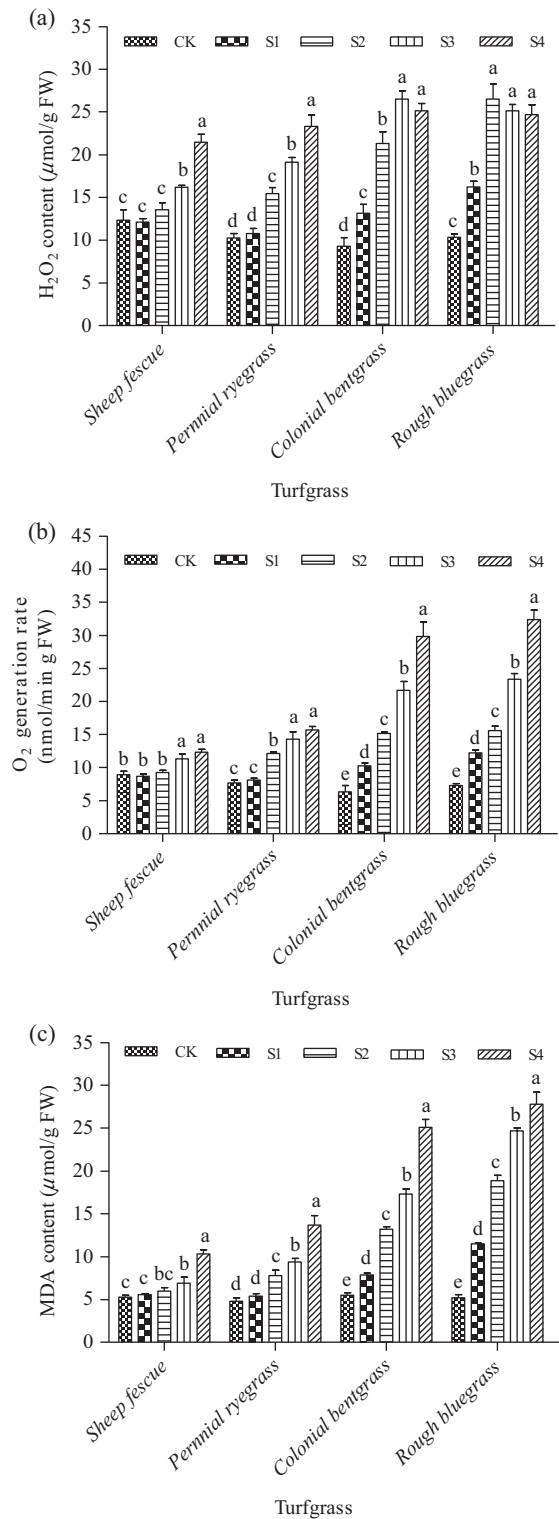 (a)
35
30
25
20
15
10
5
0
H₂O₂ content (μmol/g FW)
CK S1 S2 S3 S4
c c c b a
d d c b a
d c b a a
c b a a a
Sheep fescue
Pernnial ryegrass
Colonial bentgrass
Rough bluegrass
Turfgrass
(b)
45
40
35
30
25
20
15
10
5
0
O₂ generation rate
(nmol/min g FW)
CK S1 S2 S3 S4
b b b a a
c c b a a
e d c b a
e d c b a
Sheep fescue
Pernnial ryegrass
Colonial bentgrass
Rough bluegrass
Turfgrass
(c)
35
30
25
20
15
10
5
0
MDA content (μmol/g FW)
CK S1 S2 S3 S4
c c bc b a
d d c b a
e d c b a
e d c b a
Sheep fescue
Pernnial ryegrass
Colonial bentgrass
Rough bluegrass
Turfgrass